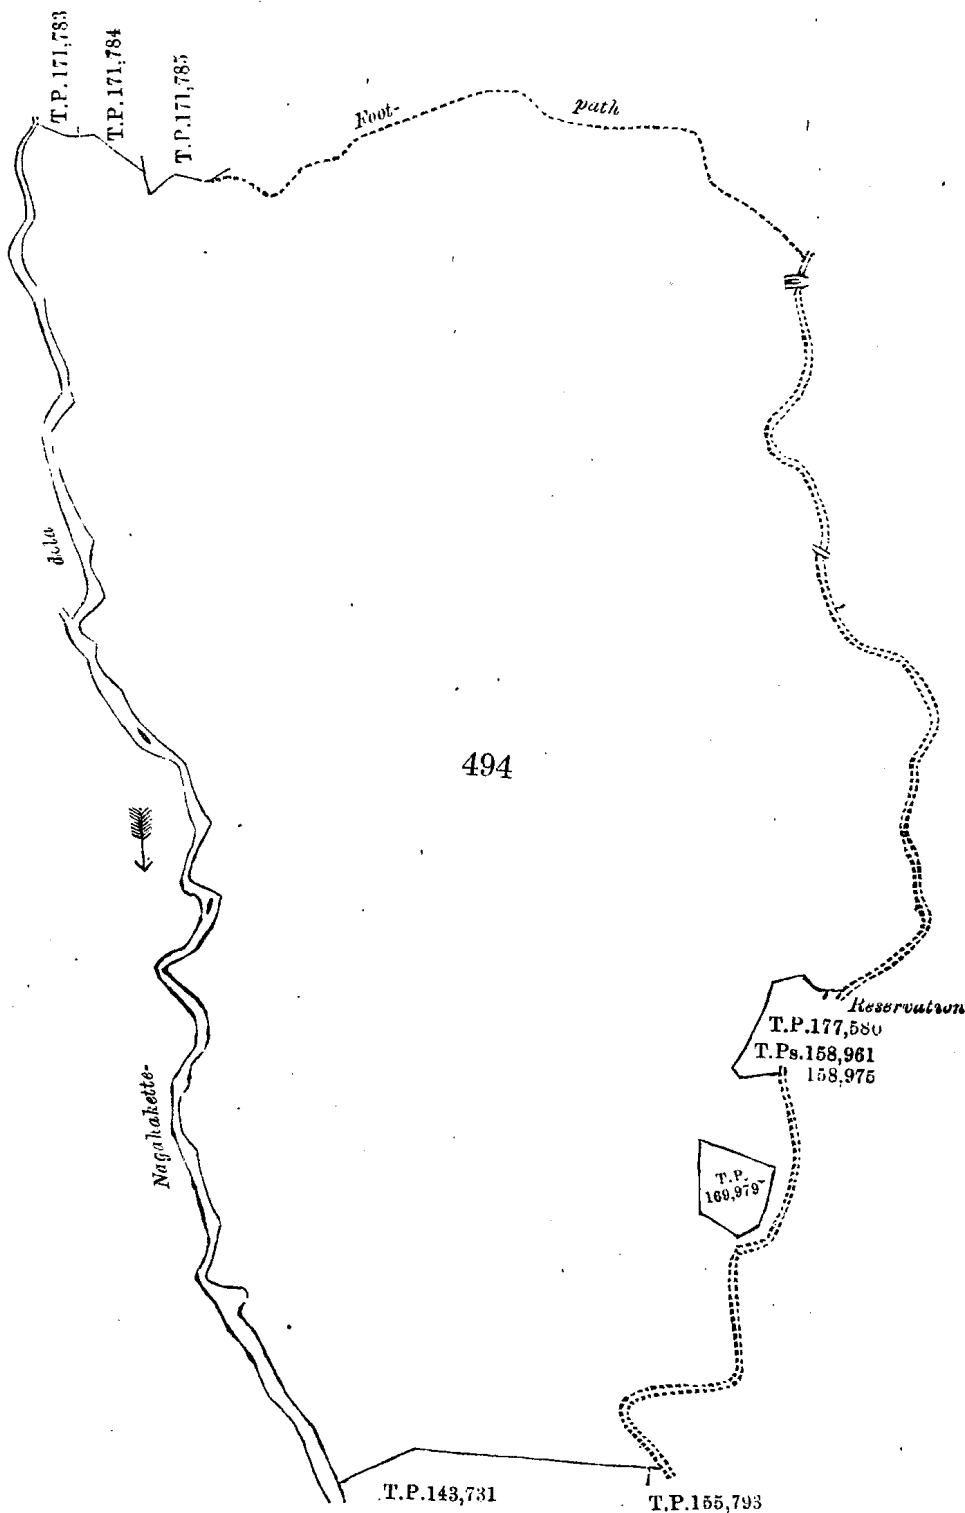 T.P.171,783
T.P.171,784
T.P.171,785
Foot-
path
dola
494
Reservation
T.P.177,580
T.Ps.158,961
158,975
Nagahakette-
T.P.
169,979
T.P.143,731
T.P.155,793